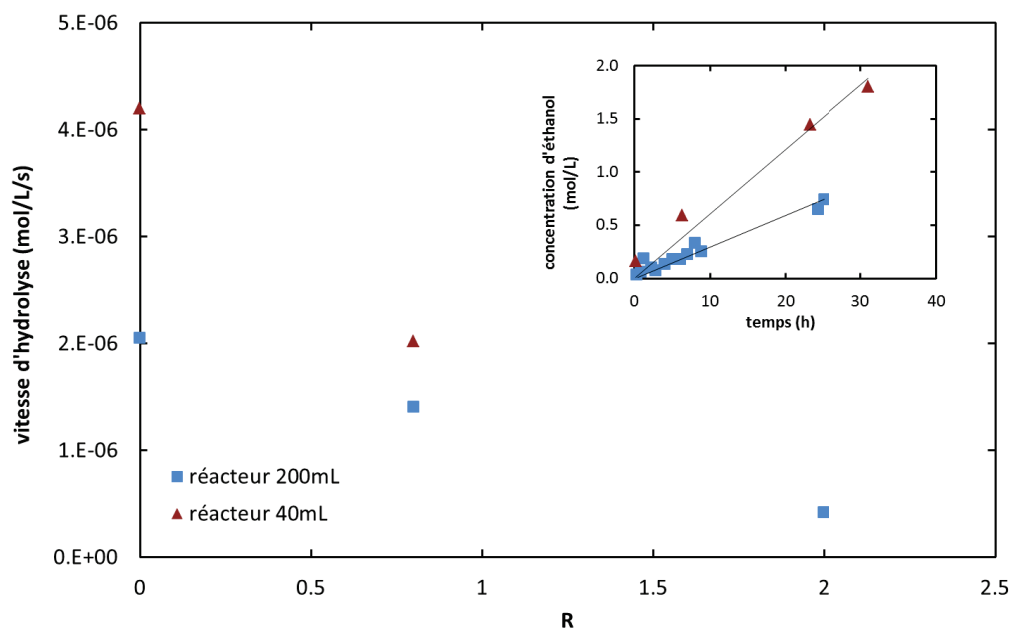 5.E-06
4.E-06
3.E-06
2.E-06
1.E-06
0.E+00
vitesse d'hydrolyse (mol/L/s)
0
0.5
1
1.5
2
2.5
R
réacteur 200mL
réacteur 40mL
2.0
1.5
1.0
0.5
0.0
concentration d'éthanol
(mol/L)
0
10
20
30
40
temps (h)